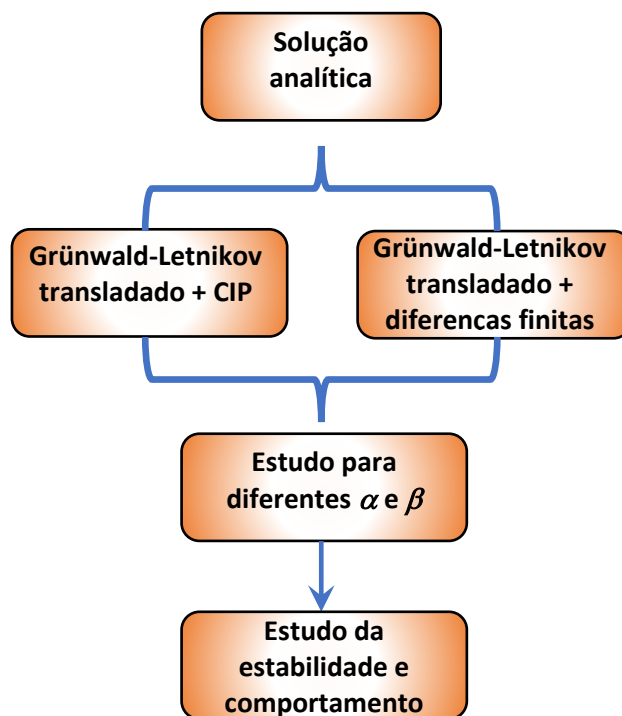 Solução
analítica
Grünwald-Letnikov
transladado + CIP
Grünwald-Letnikov
transladado +
diferencas finitas
Estudo para
diferentes α e β
Estudo da
estabilidade e
comportamento